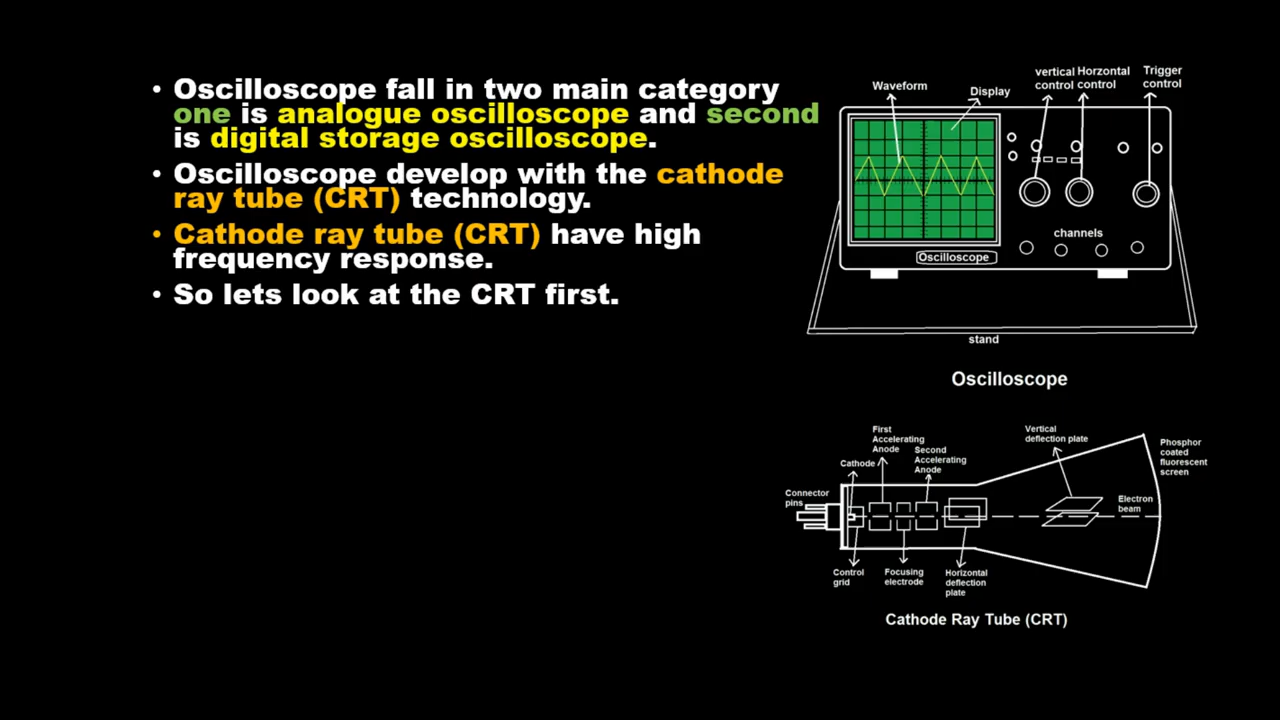 • Oscilloscope fall in two main category
one is analogue oscilloscope and second
is digital storage oscilloscope.
• Oscilloscope develop with the cathode
ray tube (CRT) technology.
• Cathode ray tube (CRT) have high
frequency response.
• So lets look at the CRT first.
Waveform
Display
vertical
control
Horzontal
control
Trigger
control
channels
Oscilloscope
stand
Oscilloscope
First
Accelerating
Anode
Second
Accelerating
Anode
Cathode
Connector
pins
Vertical
deflection plate
Phosphor
coated
fluorescent
screen
Electron
beam
Control
grid
Focusing
electrode
Horizontal
deflection
plate
Cathode Ray Tube (CRT)